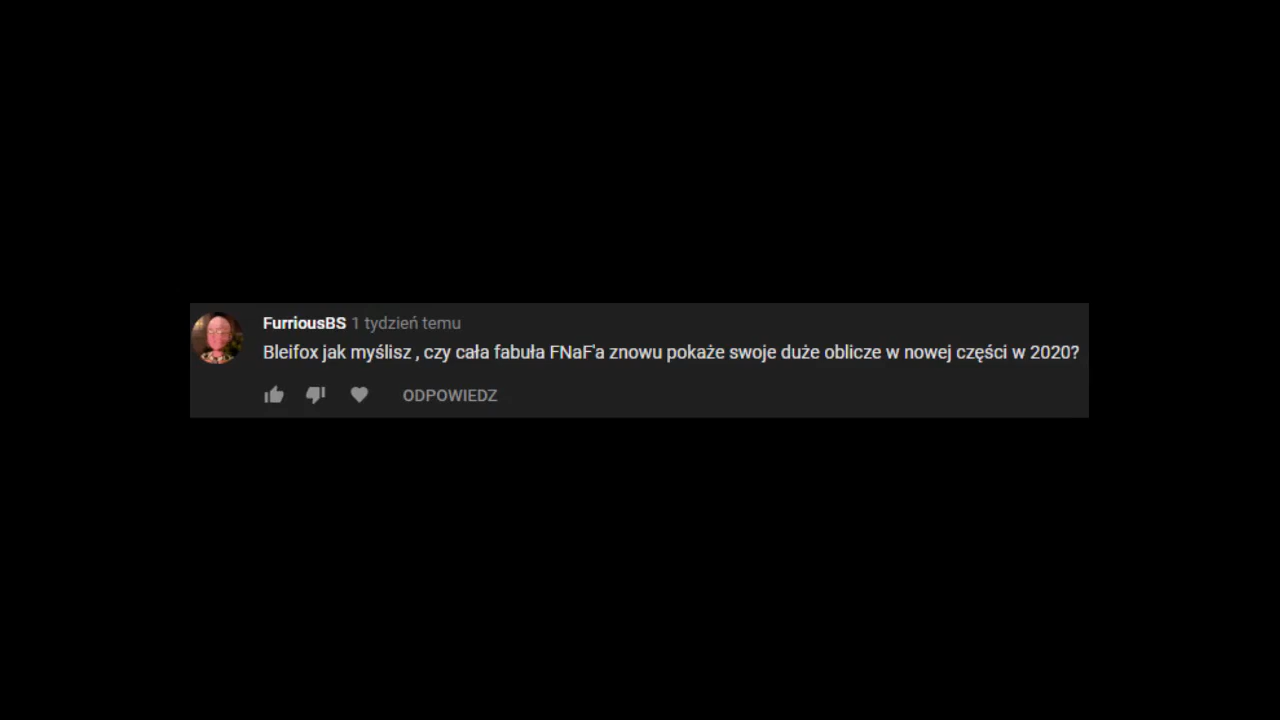 FurriousBS 1 tydzień temu
Bleifox jak myślisz , czy cała fabuła FNaF'a znowu pokaże swoje duże oblicze w nowej części w 2020?
ODPOWIEDZ